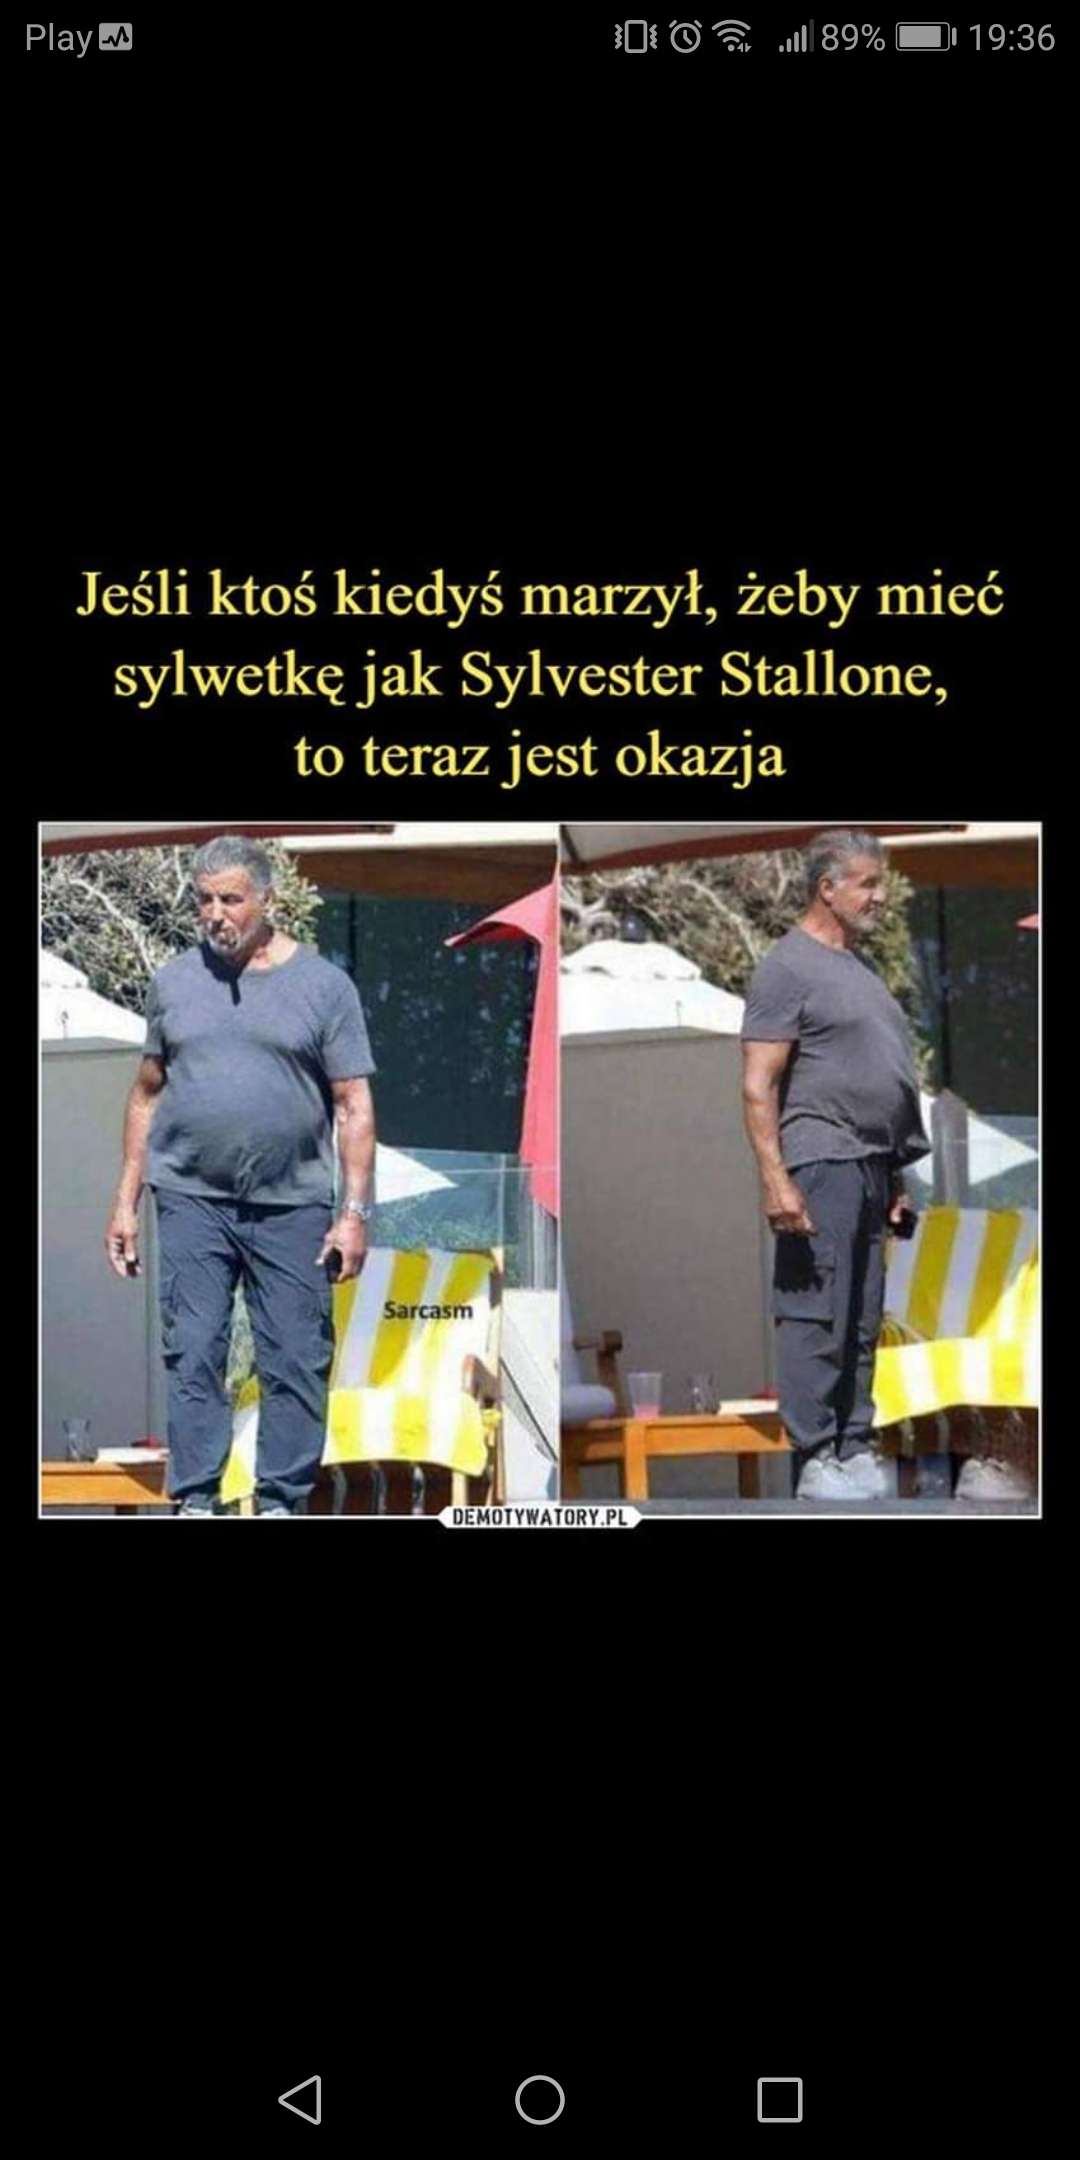 Play
89% 19:36
Jeśli ktoś kiedyś marzył, żeby mieć
sylwetkę jak Sylvester Stallone,
to teraz jest okazja
Sarcasm
DEMOTYWATORY.PL